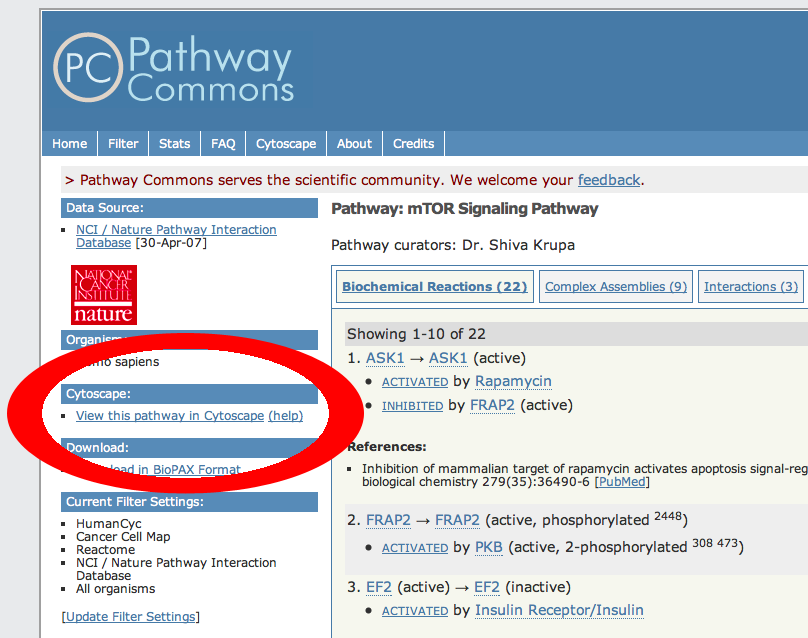 PC Pathway
Commons
Home Filter Stats FAQ Cytoscape About Credits
> Pathway Commons serves the scientific community. We welcome your feedback.
Data Source:
NCI / Nature Pathway Interaction
Database [30-Apr-07]
NATIONAL
CANCER
INSTITUTE
nature
Organism:
sapiens
Cytoscape:
View this pathway in Cytoscape (help)
Download:
in BioPAX Format
Current Filter Settings:
HumanCyc
Cancer Cell Map
Reactome
NCI / Nature Pathway Interaction
Database
All organisms
[Update Filter Settings]
Pathway: mTOR Signaling Pathway
Pathway curators: Dr. Shiva Krupa
Biochemical Reactions (22) Complex Assemblies (9) Interactions (3)
Showing 1-10 of 22
1. ASK1 → ASK1 (active)
• ACTIVATED by Rapamycin
• INHIBITED by FRAP2 (active)
References:
Inhibition of mammalian target of rapamycin activates apoptosis signal-reg
biological chemistry 279(35):36490-6 [PubMed]
2. FRAP2 → FRAP2 (active, phosphorylated 2448)
• ACTIVATED by PKB (active, 2-phosphorylated 308 473)
3. EF2 (active) → EF2 (inactive)
• ACTIVATED by Insulin Receptor/Insulin